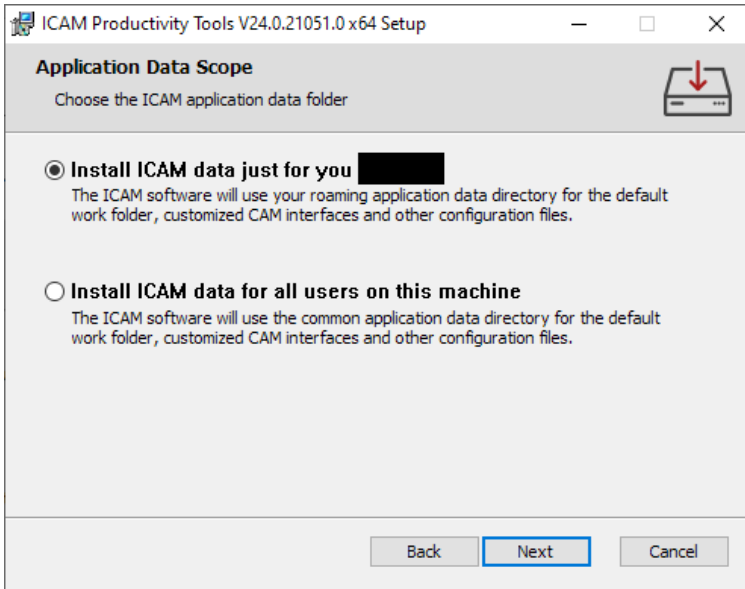 ICAM Productivity Tools V24.0.21051.0 x64 Setup
Application Data Scope
Choose the ICAM application data folder
Install ICAM data just for you
The ICAM software will use your roaming application data directory for the default
work folder, customized CAM interfaces and other configuration files.
Install ICAM data for all users on this machine
The ICAM software will use the common application data directory for the default
work folder, customized CAM interfaces and other configuration files.
Back
Next
Cancel